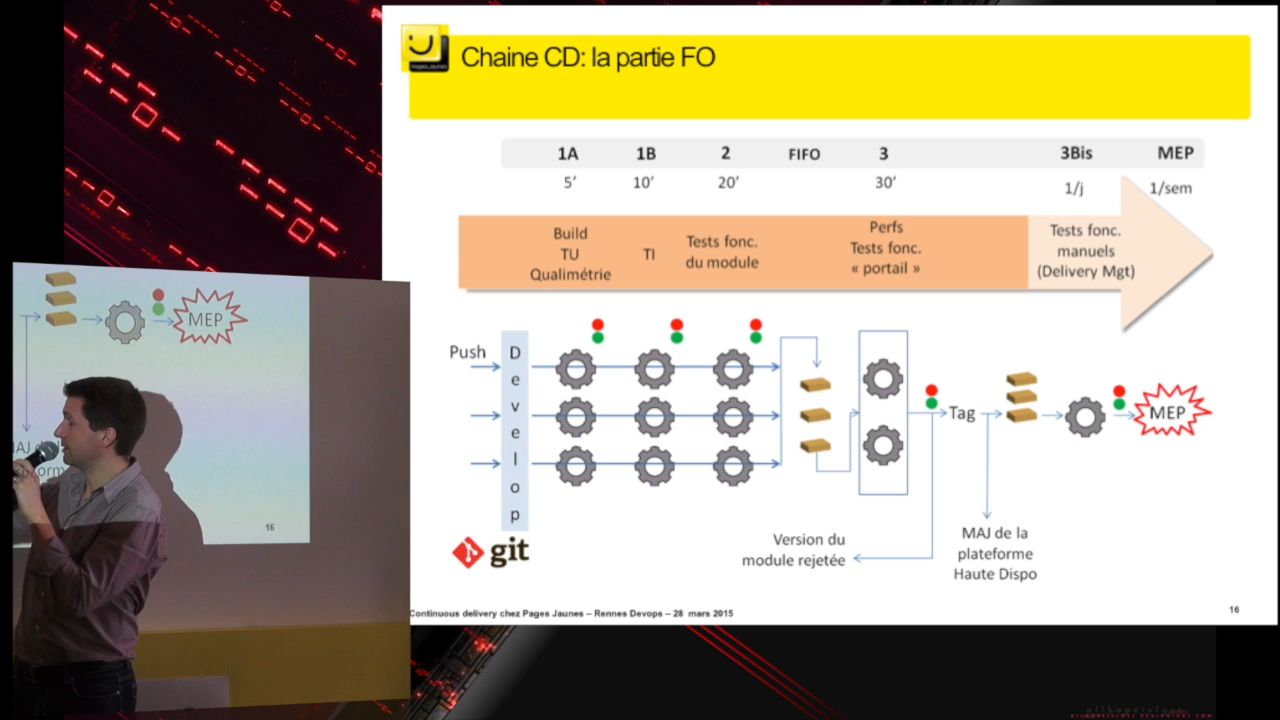 Chaine CD: la partie FO
1A 1B 2 FIFO 3 3Bis MEP
5’ 10’ 20’ 30’ 1/j 1/sem
Build
TU
Qualimétrie
TI
Tests fonc.
du module
Perfs
Tests fonc.
« portail »
Tests fonc.
manuels
(Delivery Mgt)
Push
D
e
v
e
l
o
p
Tag
MEP
git
Version du
module rejetée
MAJ de la
plateforme
Haute Dispo
Continuous delivery chez Pages Jaunes – Rennes Devops – 28 mars 2015
16
MEP
16